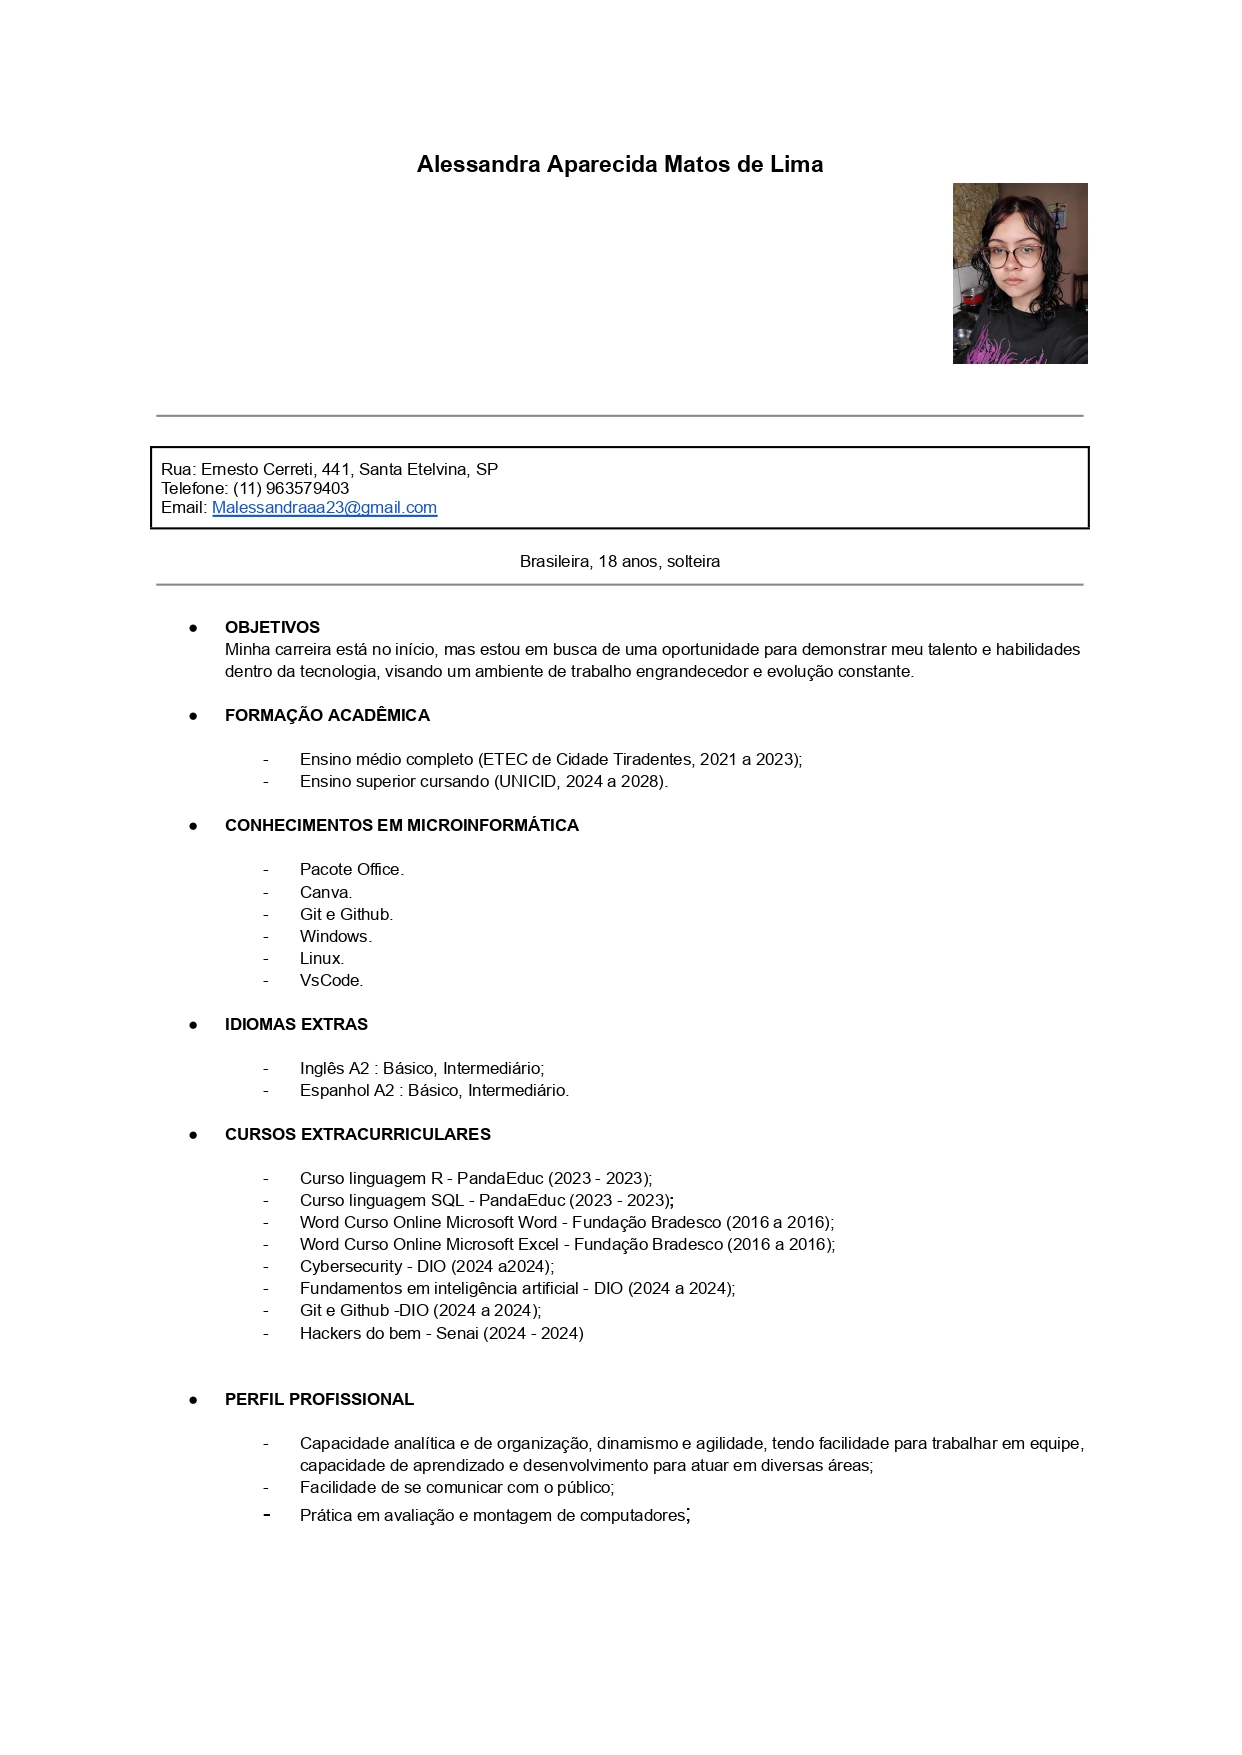 Alessandra Aparecida Matos de Lima
Rua: Ernesto Cerreti, 441, Santa Etelvina, SP
Telefone: (11) 963579403
Email: Malessandraaa23@gmail.com
Brasileira, 18 anos, solteira
● OBJETIVOS
Minha carreira está no início, mas estou em busca de uma oportunidade para demonstrar meu talento e habilidades
dentro da tecnologia, visando um ambiente de trabalho engrandecedor e evolução constante.
● FORMAÇÃO ACADÊMICA
- Ensino médio completo (ETEC de Cidade Tiradentes, 2021 a 2023);
- Ensino superior cursando (UNICID, 2024 a 2028).
● CONHECIMENTOS EM MICROINFORMÁTICA
- Pacote Office.
- Canva.
- Git e Github.
- Windows.
- Linux.
- VsCode.
● IDIOMAS EXTRAS
- Inglês A2 : Básico, Intermediário;
- Espanhol A2 : Básico, Intermediário.
● CURSOS EXTRACURRICULARES
- Curso linguagem R - PandaEduc (2023 - 2023);
- Curso linguagem SQL - PandaEduc (2023 - 2023);
- Word Curso Online Microsoft Word - Fundação Bradesco (2016 a 2016);
- Word Curso Online Microsoft Excel - Fundação Bradesco (2016 a 2016);
- Cybersecurity - DIO (2024 a2024);
- Fundamentos em inteligência artificial - DIO (2024 a 2024);
- Git e Github -DIO (2024 a 2024);
- Hackers do bem - Senai (2024 - 2024)
● PERFIL PROFISSIONAL
- Capacidade analítica e de organização, dinamismo e agilidade, tendo facilidade para trabalhar em equipe,
capacidade de aprendizado e desenvolvimento para atuar em diversas áreas;
- Facilidade de se comunicar com o público;
- Prática em avaliação e montagem de computadores;